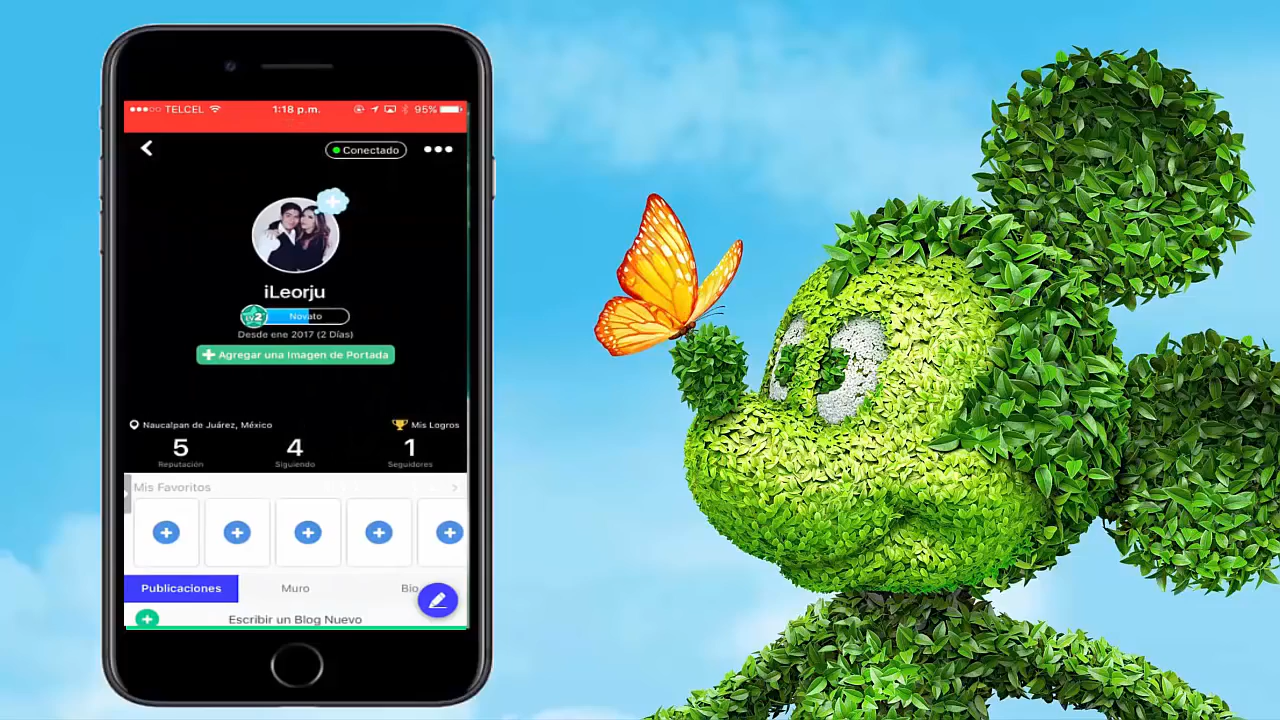 TELCEL 1:18 p.m. 95%
Conectado
iLeorju
LV2 Novato
Desde ene 2017 (2 Días)
Agregar una Imagen de Portada
Naucalpan de Juárez, México Mis Logros
5 4 1
Reputación Siguiendo Seguidores
Mis Favoritos
Publicaciones Muro Bio
Escribir un Blog Nuevo